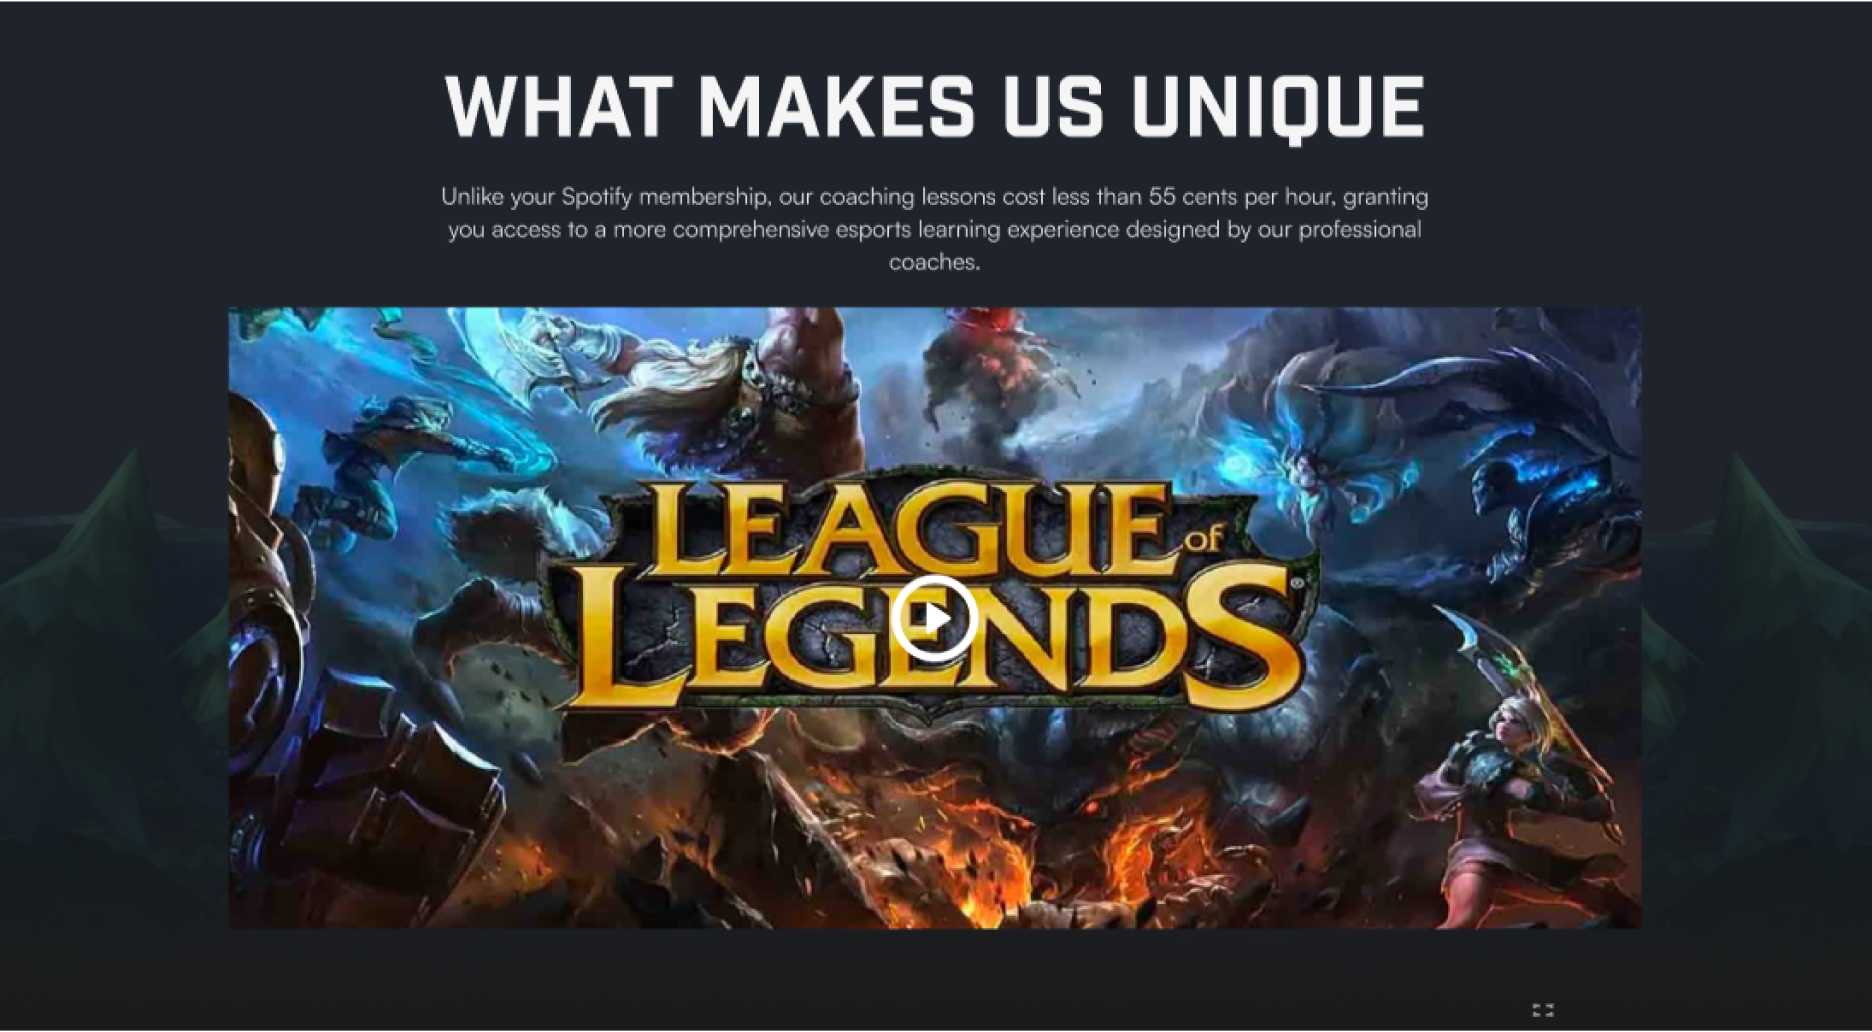 WHAT MAKES US UNIQUE
Unlike your Spotify membership, our coaching lessons cost less than 55 cents per hour, granting
you access to a more comprehensive esports learning experience designed by our professional
coaches.
LEAGUE of
LEGENDS®